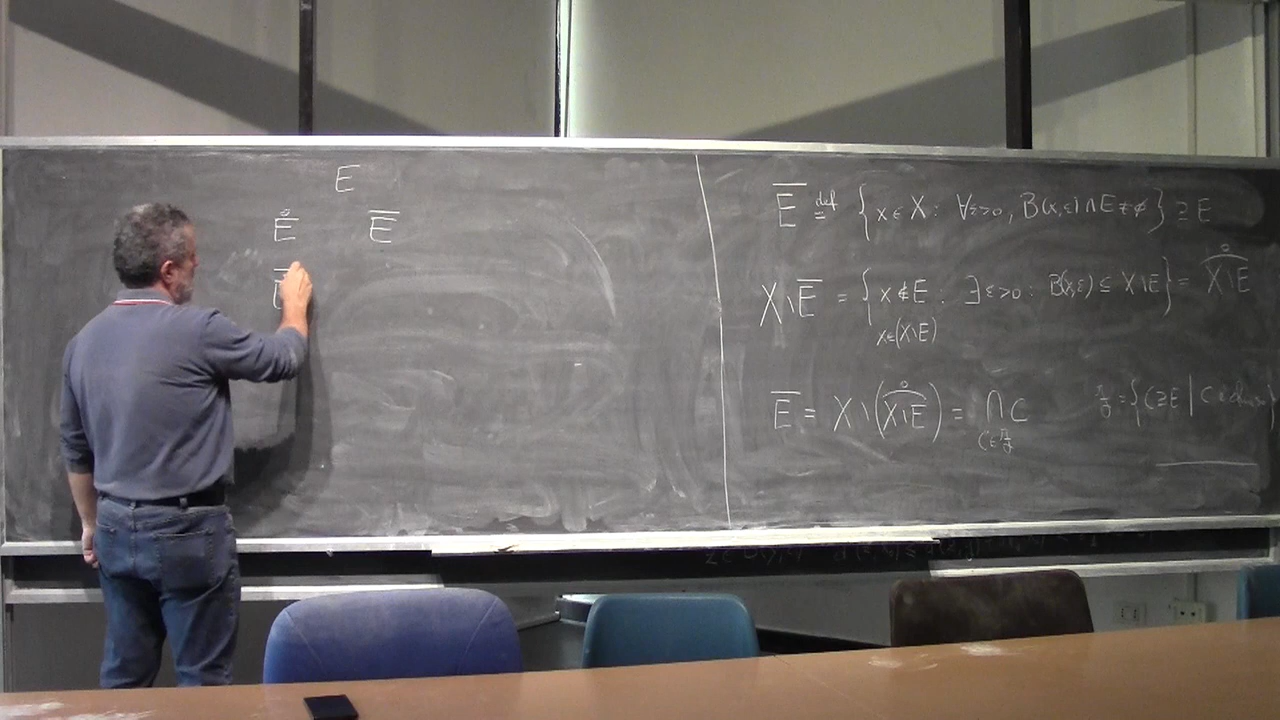 E
E̊ E̅
E̅ ≝ {x∈X : ∀ε>0, B(x,ε)∩E≠∅} ⊇ E
X∖E̅ = {x∉E : ∃ε>0 : B(x,ε) ⊆ X∖E} = (X∖E)°
x∈(X∖E)
E̅ = X∖((X∖E)°) = ⋂ C